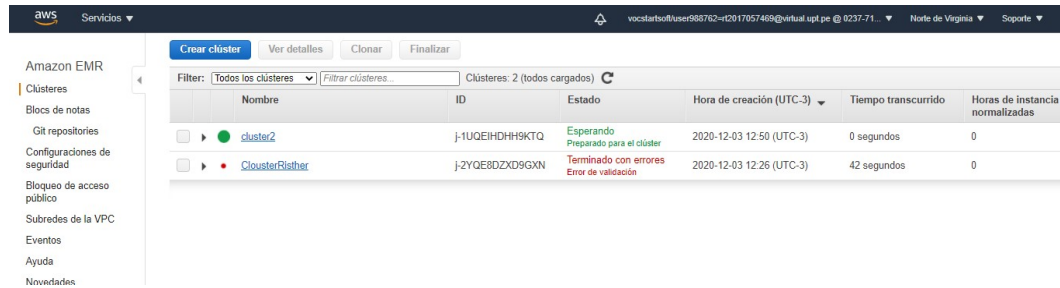 aws
Servicios
vocstartsoft/user988762=rt2017057469@virtual.upt.pe @ 0237-71...
Norte de Virginia
Soporte
Amazon EMR
Clústeres
Blocs de notas
Git repositories
Configuraciones de
seguridad
Bloqueo de acceso
público
Subredes de la VPC
Eventos
Ayuda
Novedades
Crear clúster
Ver detalles
Clonar
Finalizar
Filter: Todos los clústeres Filtrar clústeres... Clústeres: 2 (todos cargados)
Nombre ID Estado Hora de creación (UTC-3) Tiempo transcurrido Horas de instancia
normalizadas
cluster2 j-1UQEIHDHH9KTQ Esperando 2020-12-03 12:50 (UTC-3) 0 segundos 0
Preparado para el clúster
ClousterRisther j-2YQE8DZXD9GXN Terminado con errores 2020-12-03 12:26 (UTC-3) 42 segundos 0
Error de validación